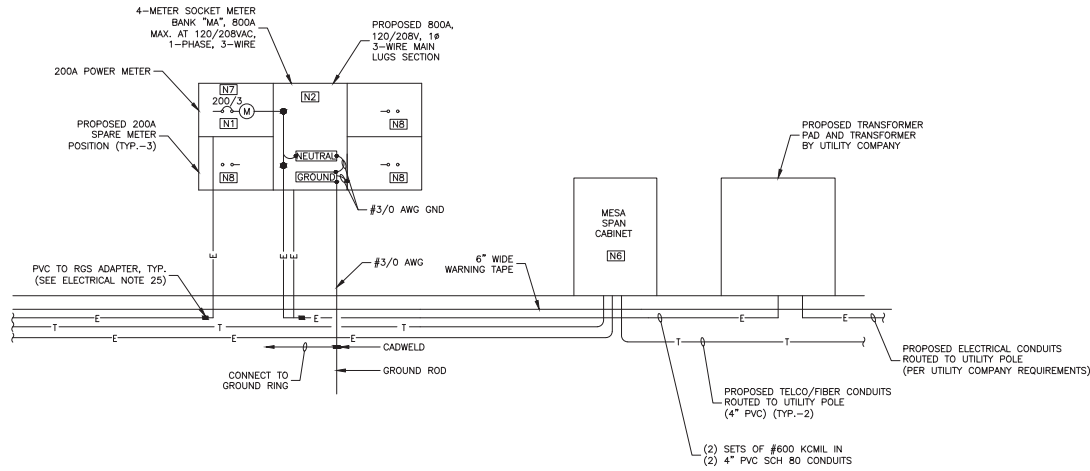 4-METER SOCKET METER
BANK "MA", 800A
MAX. AT 120/208VAC,
1-PHASE, 3-WIRE
PROPOSED 800A,
120/208V, 1ø
3-WIRE MAIN
LUGS SECTION
200A POWER METER
N7
200/3
M
N1
N2
N8
PROPOSED 200A
SPARE METER
POSITION (TYP.-3)
NEUTRAL
GROUND
N8
N8
#3/0 AWG GND
PROPOSED TRANSFORMER
PAD AND TRANSFORMER
BY UTILITY COMPANY
MESA
SPAN
CABINET
N6
E
E
E
#3/0 AWG
6" WIDE
WARNING TAPE
PVC TO RGS ADAPTER, TYP.
(SEE ELECTRICAL NOTE 25)
E
E
E
E
T
T
T
E
E
E
T
T
CADWELD
CONNECT TO
GROUND RING
GROUND ROD
PROPOSED ELECTRICAL CONDUITS
ROUTED TO UTILITY POLE
(PER UTILITY COMPANY REQUIREMENTS)
PROPOSED TELCO/FIBER CONDUITS
ROUTED TO UTILITY POLE
(4" PVC) (TYP.-2)
(2) SETS OF #600 KCMIL IN
(2) 4" PVC SCH 80 CONDUITS